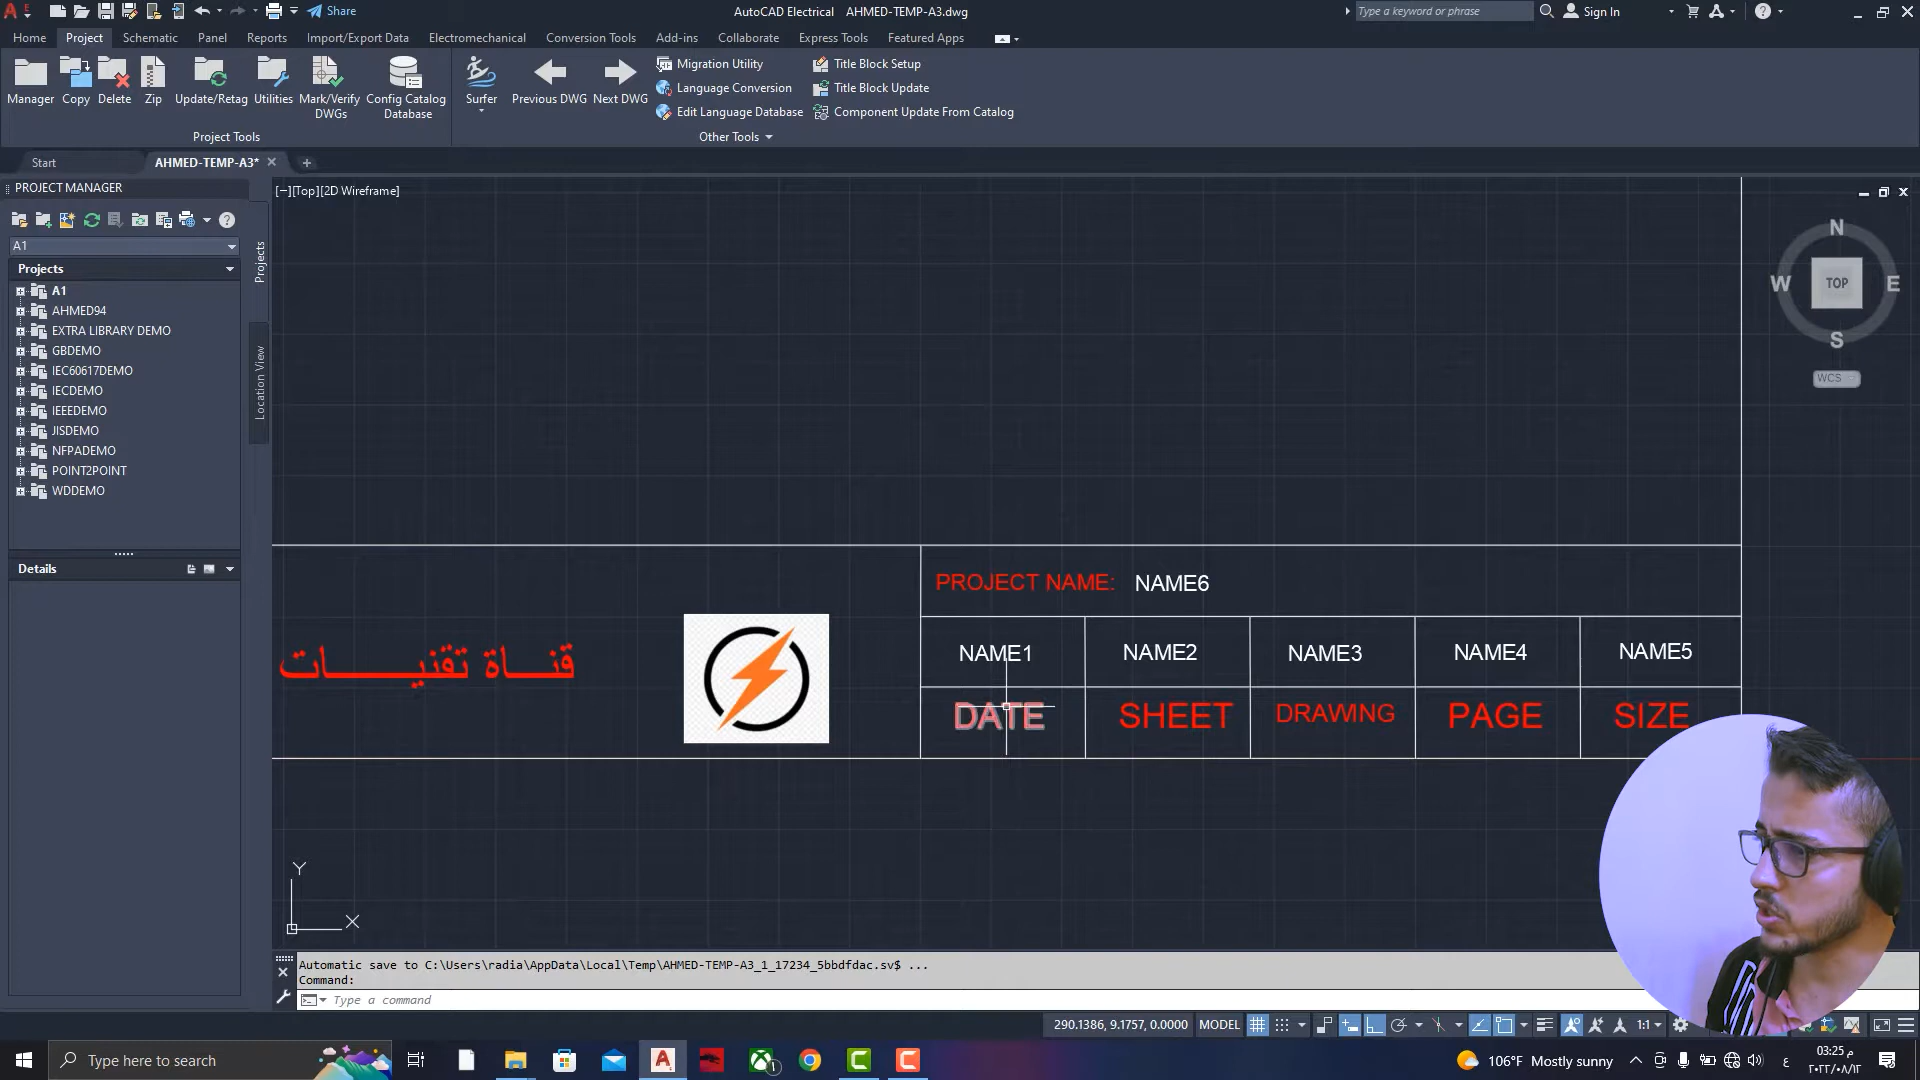 AutoCAD Electrical AHMED-TEMP-A3.dwg
Share
Type a keyword or phrase
Sign In
Home Project Schematic Panel Reports Import/Export Data Electromechanical Conversion Tools Add-ins Collaborate Express Tools Featured Apps
Manager Copy Delete Zip Update/Retag Utilities Mark/Verify DWGs Config Catalog Database
Project Tools
Surfer Previous DWG Next DWG
Migration Utility
Language Conversion
Edit Language Database
Title Block Setup
Title Block Update
Component Update From Catalog
Other Tools
Start AHMED-TEMP-A3*
PROJECT MANAGER
A1
Projects
A1
AHMED94
EXTRA LIBRARY DEMO
GBDEMO
IEC60617DEMO
IECDEMO
IEEEDEMO
JISDEMO
NFPADEMO
POINT2POINT
WDDEMO
Details
Projects
Location View
[−][Top][2D Wireframe]
N
W TOP E
S
WCS
PROJECT NAME: NAME6
NAME1 NAME2 NAME3 NAME4 NAME5
DATE SHEET DRAWING PAGE SIZE
قنـــاة تقنيـــــات
Y
X
Automatic save to C:\Users\radia\AppData\Local\Temp\AHMED-TEMP-A3_1_17234_5bbdfdac.sv$ ...
Command:
Type a command
290.1386, 9.1757, 0.0000 MODEL 1:1
Type here to search
106°F Mostly sunny
ع
03:25 م
٢٠٢٢/٠٨/١٢